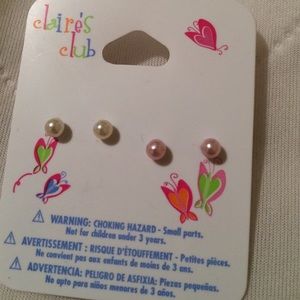 claire's
club
WARNING: CHOKING HAZARD - Small parts.
Not for children under 3 years.
AVERTISSEMENT : RISQUE D'ÉTOUFFEMENT - Petites pièces.
Ne convient pas aux enfants de moins de 3 ans.
ADVERTENCIA: PELIGRO DE ASFIXIA: Piezas pequeñas.
No apto para niños menores de 3 años.